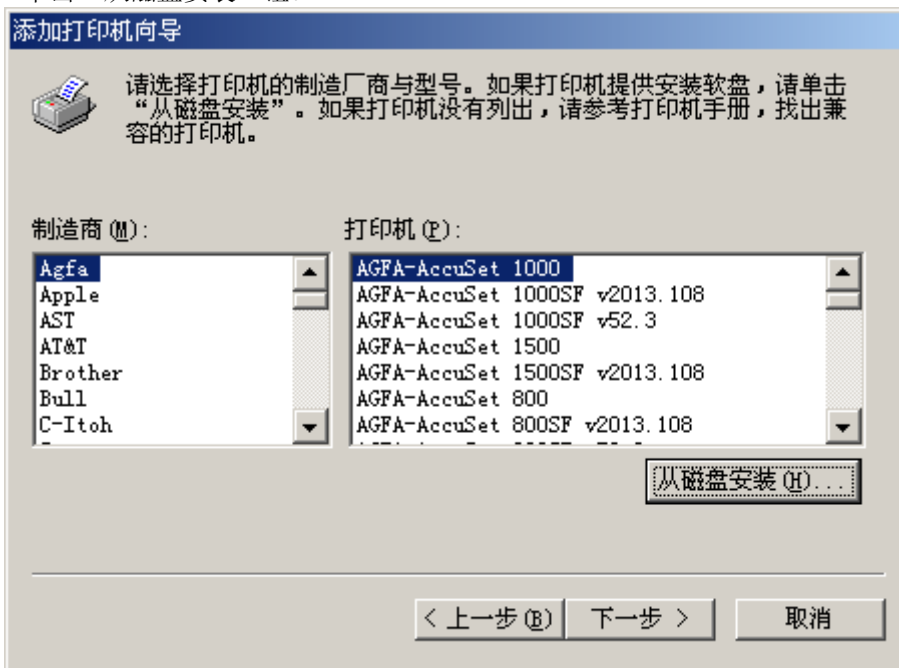 添加打印机向导
请选择打印机的制造厂商与型号。如果打印机提供安装软盘，请单击
“从磁盘安装”。如果打印机没有列出，请参考打印机手册，找出兼
容的打印机。
制造商(M):
打印机(P):
Agfa
Apple
AST
AT&T
Brother
Bull
C-Itoh
AGFA-AccuSet 1000
AGFA-AccuSet 1000SF v2013.108
AGFA-AccuSet 1000SF v52.3
AGFA-AccuSet 1500
AGFA-AccuSet 1500SF v2013.108
AGFA-AccuSet 800
AGFA-AccuSet 800SF v2013.108
从磁盘安装(H)...
< 上一步(B)
下一步 >
取消